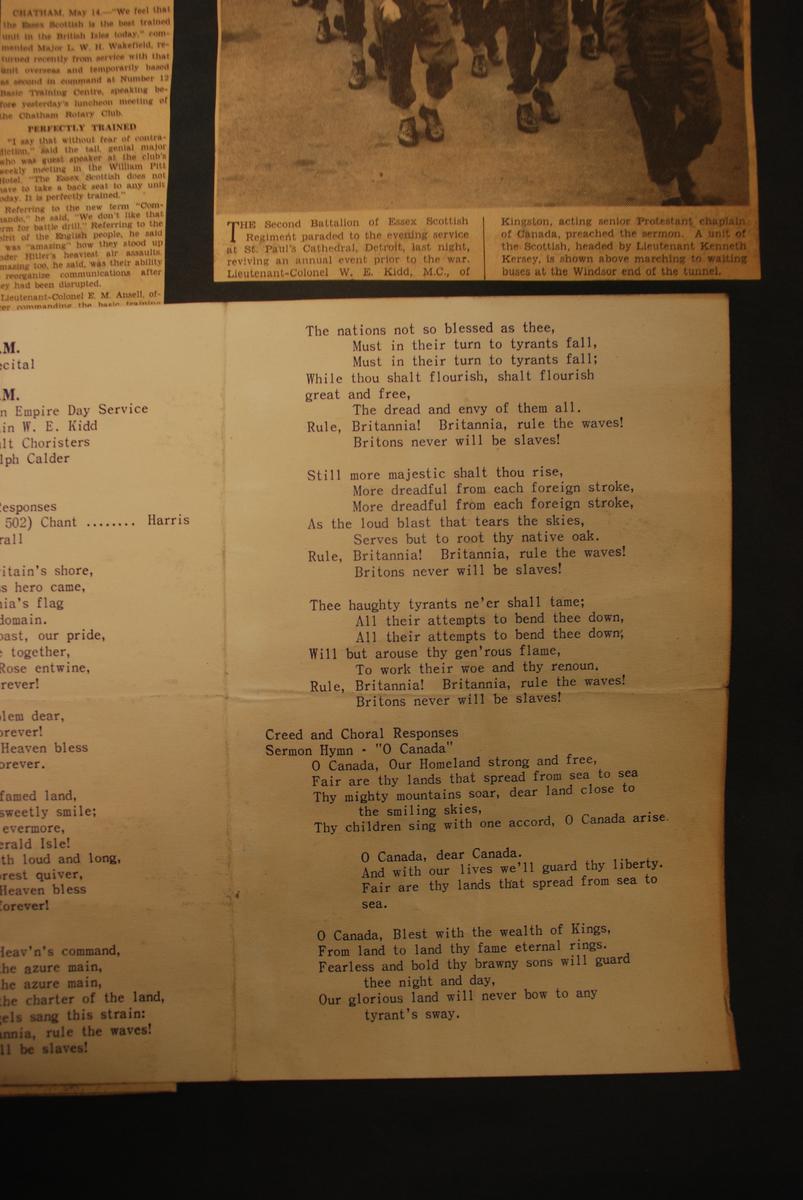 CHATHAM, May 14.—"We feel that
the Essex Scottish is the best trained
unit in the British Isles today," com-
mented Major L. W. H. Wakefield, re-
turned recently from service with that
unit overseas and temporarily based
as second in command at Number 12
Basic Training Centre, speaking be-
fore yesterday's luncheon meeting of
the Chatham Rotary Club.
PERFECTLY TRAINED
"I say that without fear of contra-
diction," said the tall, genial major
who was guest speaker at the club's
weekly meeting in the William Pitt
Hotel. "The Essex Scottish does not
have to take a back seat to any unit
today. It is perfectly trained."
Referring to the new term "Com-
mando," he said, "We don't like that
term for battle drill." Referring to the
spirit of the English people, he said
was "amazing" how they stood up
under Hitler's heaviest air assaults.
mazing too, he said, was their ability
reorganize communications after
ey had been disrupted.
Lieutenant-Colonel E. M. Ansell, of-
cer commanding the basic training
THE Second Battalion of Essex Scottish
Regiment paraded to the evening service
at St. Paul's Cathedral, Detroit, last night,
reviving an annual event prior to the war.
Lieutenant-Colonel W. E. Kidd, M.C., of
Kingston, acting senior Protestant chaplain
of Canada, preached the sermon. A unit of
the Scottish, headed by Lieutenant Kenneth
Kersey, is shown above marching to waiting
buses at the Windsor end of the tunnel.
.M.
ecital
.M.
n Empire Day Service
in W. E. Kidd
lt Choristers
lph Calder
Responses
502) Chant ........ Harris
rall
itain's shore,
s hero came,
nia's flag
domain.
oast, our pride,
e together,
Rose entwine,
rever!
lem dear,
orever!
Heaven bless
orever.
famed land,
sweetly smile;
evermore,
erald Isle!
th loud and long,
rest quiver,
Heaven bless
forever!
Heav'n's command,
he azure main,
he azure main,
the charter of the land,
gels sang this strain:
annia, rule the waves!
ll be slaves!
The nations not so blessed as thee,
Must in their turn to tyrants fall,
Must in their turn to tyrants fall;
While thou shalt flourish, shalt flourish
great and free,
The dread and envy of them all.
Rule, Britannia! Britannia, rule the waves!
Britons never will be slaves!
Still more majestic shalt thou rise,
More dreadful from each foreign stroke,
More dreadful from each foreign stroke,
As the loud blast that tears the skies,
Serves but to root thy native oak.
Rule, Britannia! Britannia, rule the waves!
Britons never will be slaves!
Thee haughty tyrants ne'er shall tame;
All their attempts to bend thee down,
All their attempts to bend thee down;
Will but arouse thy gen'rous flame,
To work their woe and thy renoun.
Rule, Britannia! Britannia, rule the waves!
Britons never will be slaves!
Creed and Choral Responses
Sermon Hymn - "O Canada"
O Canada, Our Homeland strong and free,
Fair are thy lands that spread from sea to sea
Thy mighty mountains soar, dear land close to
the smiling skies,
Thy children sing with one accord, O Canada arise.
O Canada, dear Canada.
And with our lives we'll guard thy liberty.
Fair are thy lands that spread from sea to
sea.
O Canada, Blest with the wealth of Kings,
From land to land thy fame eternal rings.
Fearless and bold thy brawny sons will guard
thee night and day,
Our glorious land will never bow to any
tyrant's sway.